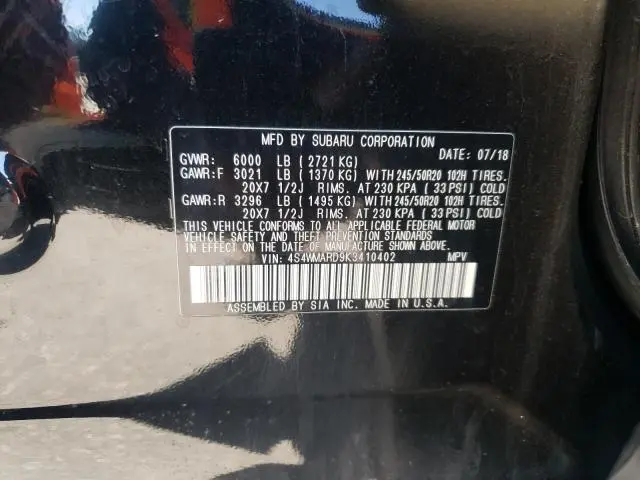 MFD BY SUBARU CORPORATION
GVWR: 6000 LB ( 2721 KG) DATE: 07/18
GAWR:F 3021 LB ( 1370 KG) WITH 245/50R20 102H TIRES.
20X7 1/2J RIMS. AT 230 KPA ( 33 PSI) COLD
GAWR:R 3296 LB ( 1495 KG) WITH 245/50R20 102H TIRES.
20X7 1/2J RIMS. AT 230 KPA ( 33 PSI) COLD
THIS VEHICLE CONFORMS TO ALL APPLICABLE FEDERAL MOTOR
VEHICLE SAFETY AND THEFT PREVENTION STANDARDS
IN EFFECT ON THE DATE OF MANUFACTURE SHOWN ABOVE.
VIN: 4S4WMARD9K3410402 MPV
ASSEMBLED BY SIA INC. MADE IN U.S.A.